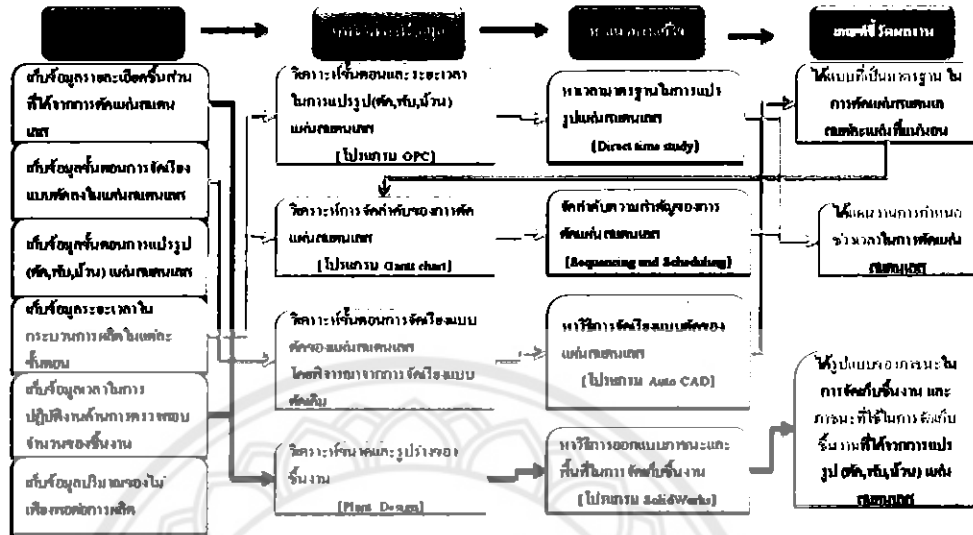 เกณฑ์ชี้วัดผลงาน
เก็บข้อมูลรายละเอียดชิ้นส่วน
ที่ได้จากการตัดแผ่นสแตน
เลส
เก็บข้อมูลขั้นตอนการจัดเรียง
แบบตัดลงในแผ่นสแตนเลส
เก็บข้อมูลขั้นตอนการแปรรูป
(ตัด,พับ,ม้วน) แผ่นสแตนเลส
เก็บข้อมูลระยะเวลาใน
กระบวนการผลิตในแต่ละ
ขั้นตอน
เก็บข้อมูลเวลาในการ
ปฏิบัติงานด้านการตรวจสอบ
จำนวนของชิ้นงาน
เก็บข้อมูลปริมาณของไม่
เพียงพอต่อการผลิต
วิเคราะห์ขั้นตอนและระยะเวลา
ในการแปรรูป(ตัด,พับ,ม้วน)
แผ่นสแตนเลส
[โปรแกรม OPC]
วิเคราะห์การจัดลำดับของการตัด
แผ่นสแตนเลส
[โปรแกรม Gantt chart]
วิเคราะห์ขั้นตอนการจัดเรียงแบบ
ตัดของแผ่นสแตนเลส
โดยพิจารณาจากการจัดเรียงแบบ
ตัดเดิม
วิเคราะห์ขนาดและรูปร่างของ
ชิ้นงาน
[Plant Design]
หาเวลามาตรฐานในการแปร
รูปแผ่นสแตนเลส
[Direct time study]
จัดลำดับความสำคัญของการ
ตัดแผ่นสแตนเลส
[Sequencing and Scheduling]
หาวิธีการจัดเรียงแบบตัดของ
แผ่นสแตนเลส
[โปรแกรม Auto CAD]
หาวิธีการออกแบบภาชนะและ
พื้นที่ในการจัดเก็บชิ้นงาน
[โปรแกรม SolidWorks]
ได้แบบที่เป็นมาตรฐาน ใน
การตัดแผ่นสแตนเล
สแต่ละแผ่นที่แน่นอน
ได้แผนงานการกำหนด
ช่วงเวลาในการตัดแผ่น
สแตนเลส
ได้รูปแบบของภาชนะใน
การจัดเก็บชิ้นงาน และ
ภาชนะที่ใช้ในการจัดเก็บ
ชิ้นงานที่ได้จากการแปร
รูป (ตัด,พับ,ม้วน) แผ่น
สแตนเลส